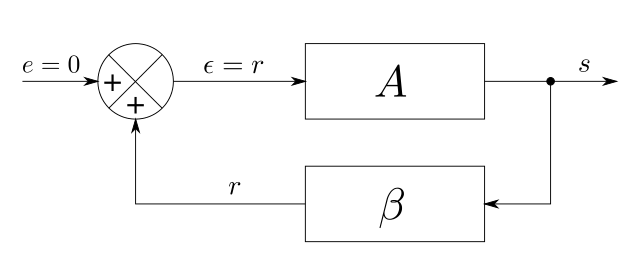 e = 0
+
+
ϵ = r
A
s
r
β